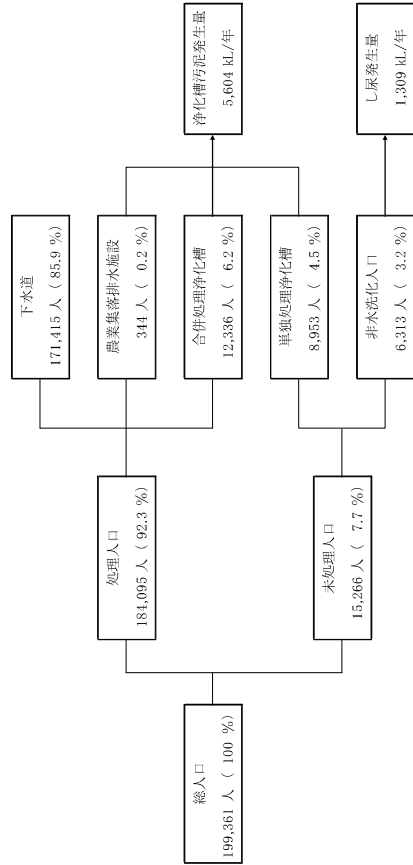 総人口
199,361 人 ( 100 %)
処理人口
184,095 人 ( 92.3 %)
未処理人口
15,266 人 ( 7.7 %)
下水道
171,415 人 ( 85.9 %)
農業集落排水施設
344 人 ( 0.2 %)
合併処理浄化槽
12,336 人 ( 6.2 %)
単独処理浄化槽
8,953 人 ( 4.5 %)
非水洗化人口
6,313 人 ( 3.2 %)
浄化槽汚泥発生量
5,604 kL/年
し尿発生量
1,309 kL/年